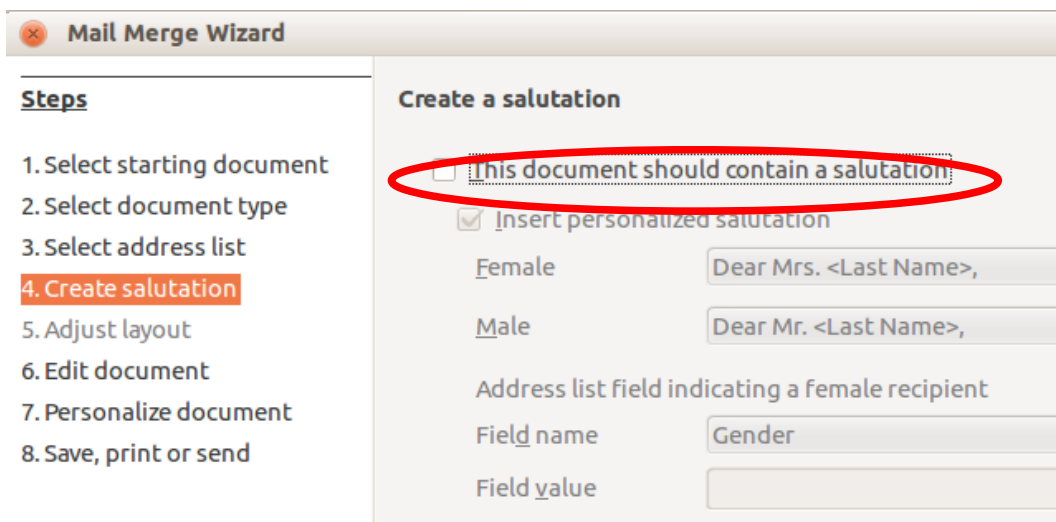 Mail Merge Wizard
Steps
1. Select starting document
2. Select document type
3. Select address list
4. Create salutation
5. Adjust layout
6. Edit document
7. Personalize document
8. Save, print or send
Create a salutation
This document should contain a salutation
Insert personalized salutation
Female Dear Mrs. <Last Name>,
Male Dear Mr. <Last Name>,
Address list field indicating a female recipient
Field name Gender
Field value